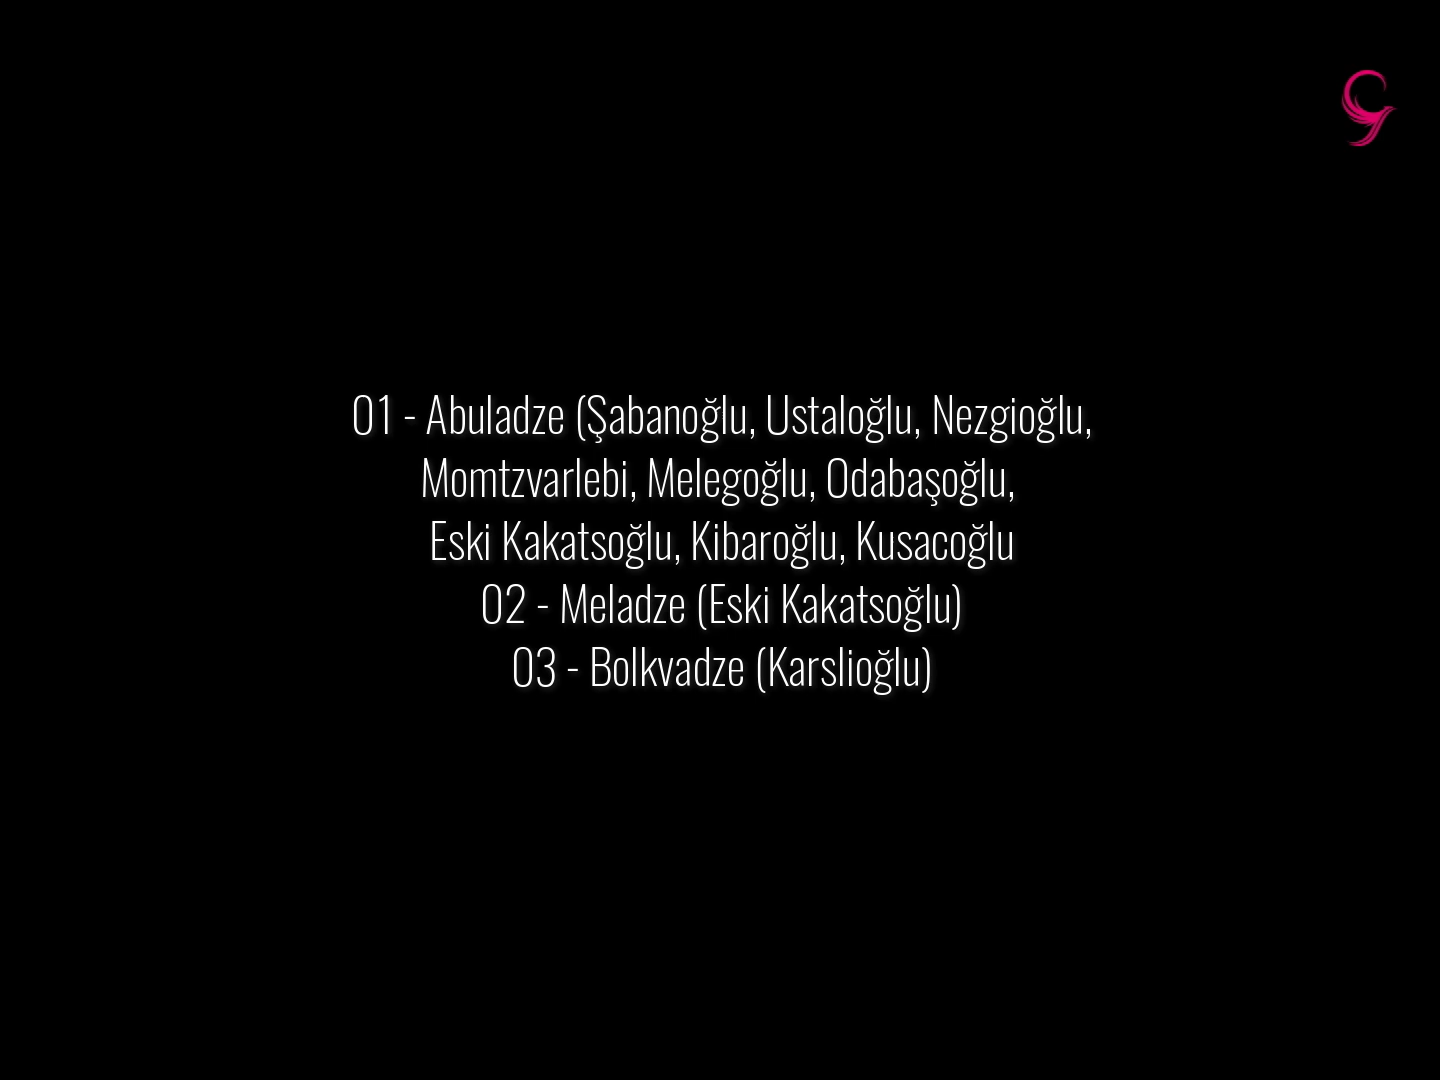 01 - Abuladze (Şabanoğlu, Ustaloğlu, Nezgioğlu,
Momtzvarlebi, Melegoğlu, Odabaşoğlu,
Eski Kakatsoğlu, Kibaroğlu, Kusacoğlu
02 - Meladze (Eski Kakatsoğlu)
03 - Bolkvadze (Karslioğlu)